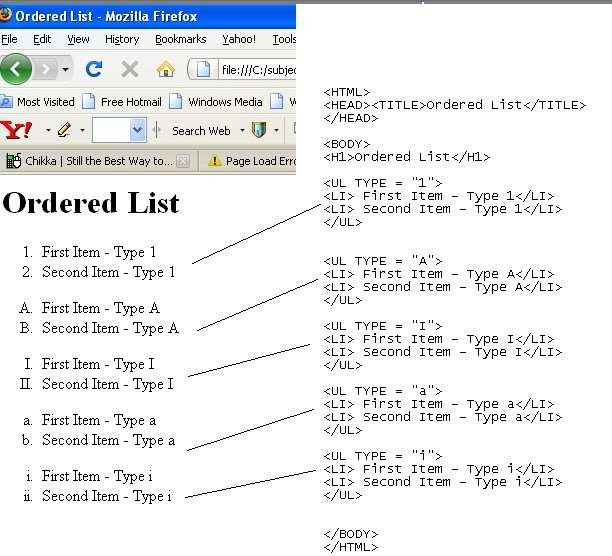 Ordered List - Mozilla Firefox
File Edit View History Bookmarks Yahoo! Tools
file:///C:/subjec
Most Visited Free Hotmail Windows Media W
Y! Search Web
Chikka | Still the Best Way to... Page Load Erro
Ordered List
1. First Item - Type 1
2. Second Item - Type 1
A. First Item - Type A
B. Second Item - Type A
I. First Item - Type I
II. Second Item - Type I
a. First Item - Type a
b. Second Item - Type a
i. First Item - Type i
ii. Second Item - Type i
<HTML>
<HEAD><TITLE>Ordered List</TITLE>
</HEAD>
<BODY>
<H1>Ordered List</H1>
<UL TYPE = "1">
<LI> First Item - Type 1</LI>
<LI> Second Item - Type 1</LI>
</UL>
<UL TYPE = "A">
<LI> First Item - Type A</LI>
<LI> Second Item - Type A</LI>
</UL>
<UL TYPE = "I">
<LI> First Item - Type I</LI>
<LI> Second Item - Type I</LI>
</UL>
<UL TYPE = "a">
<LI> First Item - Type a</LI>
<LI> Second Item - Type a</LI>
</UL>
<UL TYPE = "i">
<LI> First Item - Type i</LI>
<LI> Second Item - Type i</LI>
</UL>
</BODY>
</HTML>